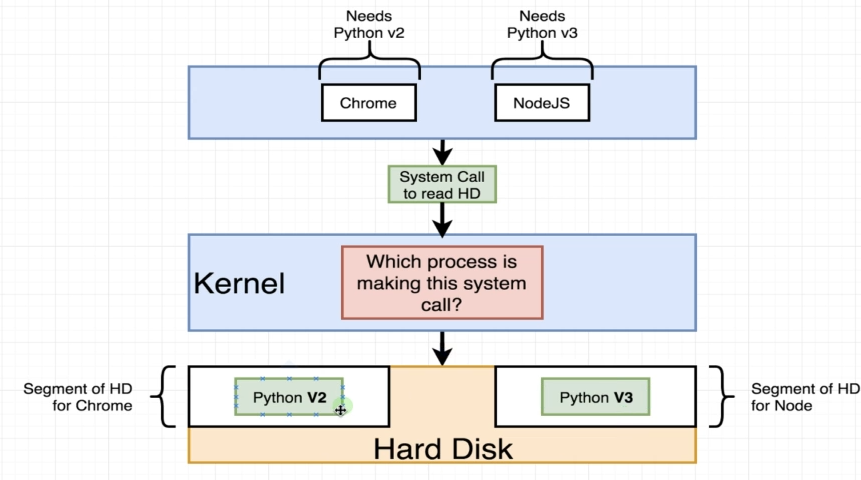 Needs
Python v2
Needs
Python v3
Chrome
NodeJS
System Call
to read HD
Kernel
Which process is
making this system
call?
Segment of HD
for Chrome
Python V2
Python V3
Segment of HD
for Node
Hard Disk